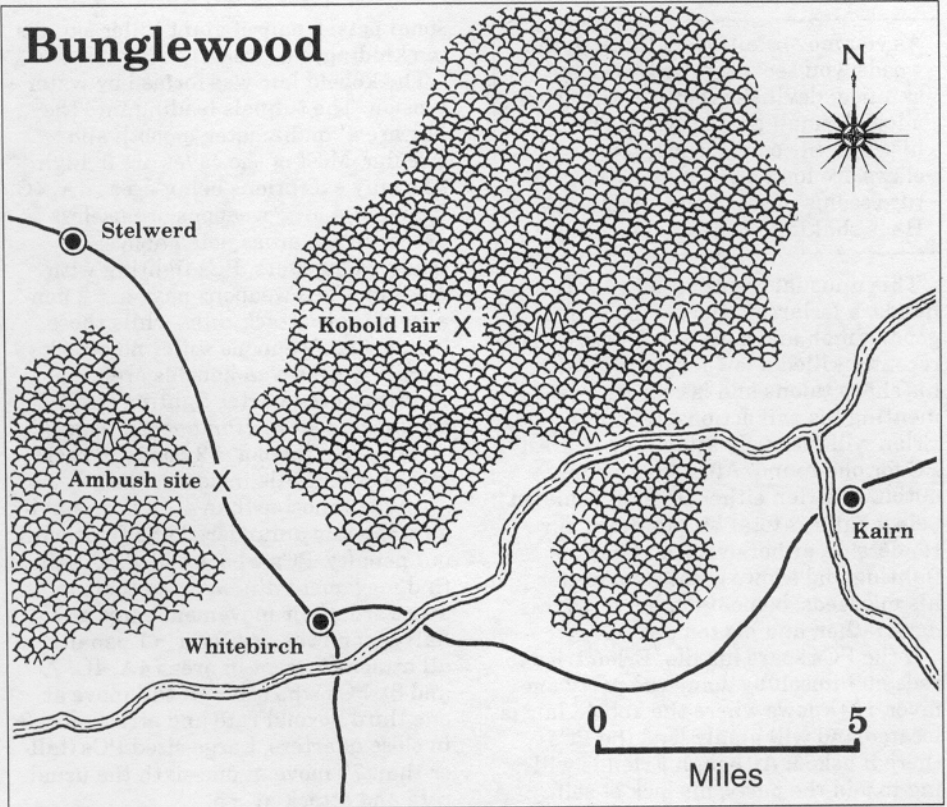 Bunglewood
N
Stelwerd
Kobold lair X
Ambush site
Kairn
Whitebirch
0 5
Miles